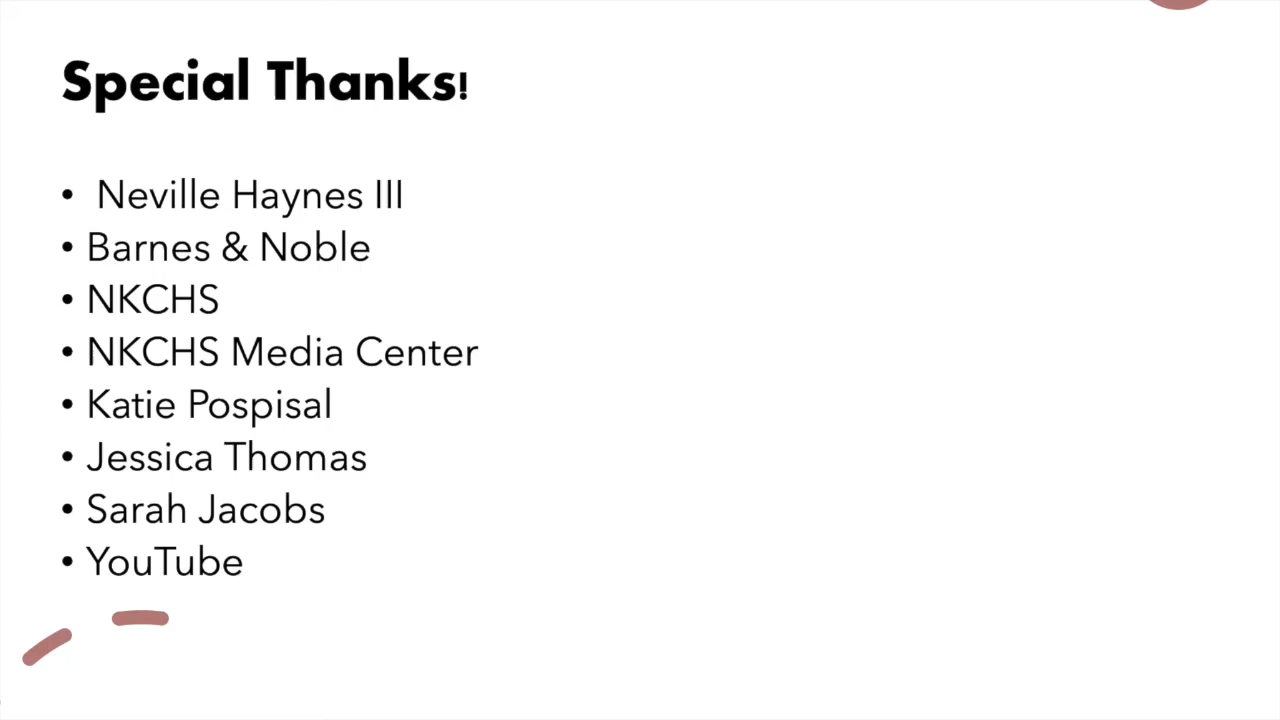 Special Thanks!
• Neville Haynes III
• Barnes & Noble
• NKCHS
• NKCHS Media Center
• Katie Pospisal
• Jessica Thomas
• Sarah Jacobs
• YouTube